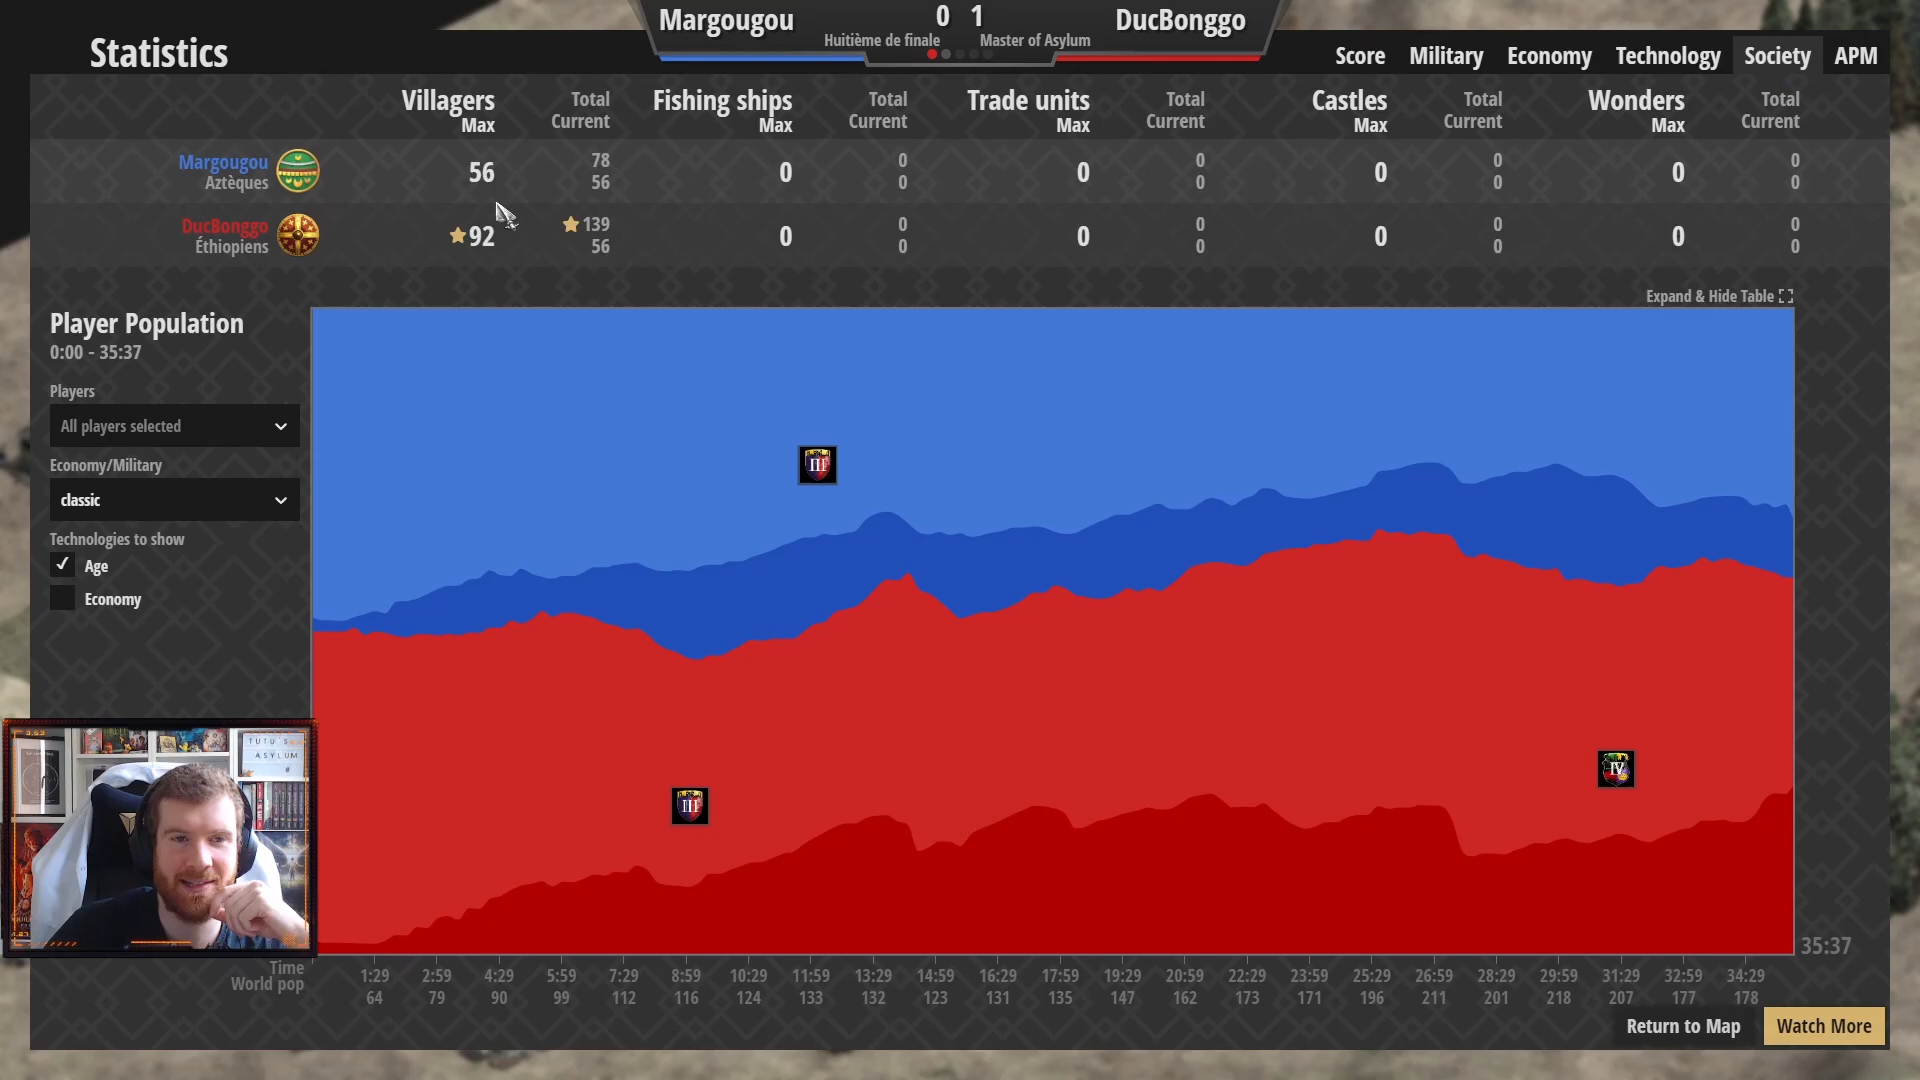 Margougou 0 1 DucBonggo
Huitième de finale Master of Asylum
Statistics
Score Military Economy Technology Society APM
Villagers Total Fishing ships Total Trade units Total Castles Total Wonders Total
Max Current Max Current Max Current Max Current Max Current
Margougou
Aztèques
56 78 0 0 0 0 0 0 0 0
56 0 0 0 0
DucBonggo
Éthiopiens
92 139 0 0 0 0 0 0 0 0
56 0 0 0 0
Expand & Hide Table
Player Population
0:00 - 35:37
Players
All players selected
Economy/Military
classic
Technologies to show
Age
Economy
III
III
IV
TUTU'S
ASYLUM
35:37
Time 1:29 2:59 4:29 5:59 7:29 8:59 10:29 11:59 13:29 14:59 16:29 17:59 19:29 20:59 22:29 23:59 25:29 26:59 28:29 29:59 31:29 32:59 34:29
World pop 64 79 90 99 112 116 124 133 132 123 131 135 147 162 173 171 196 211 201 218 207 177 178
Return to Map Watch More